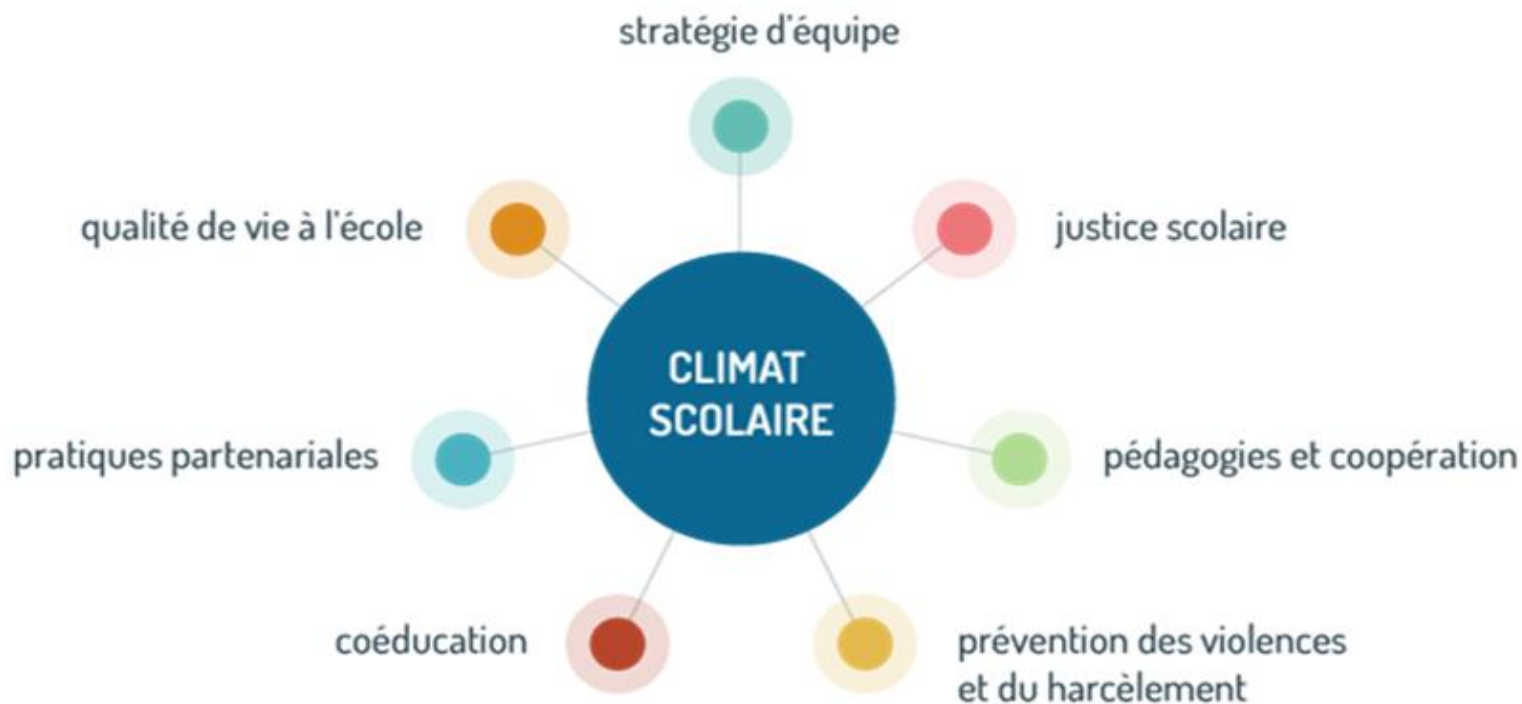 stratégie d'équipe
qualité de vie à l'école
justice scolaire
CLIMAT
SCOLAIRE
pratiques partenariales
pédagogies et coopération
coéducation
prévention des violences
et du harcèlement